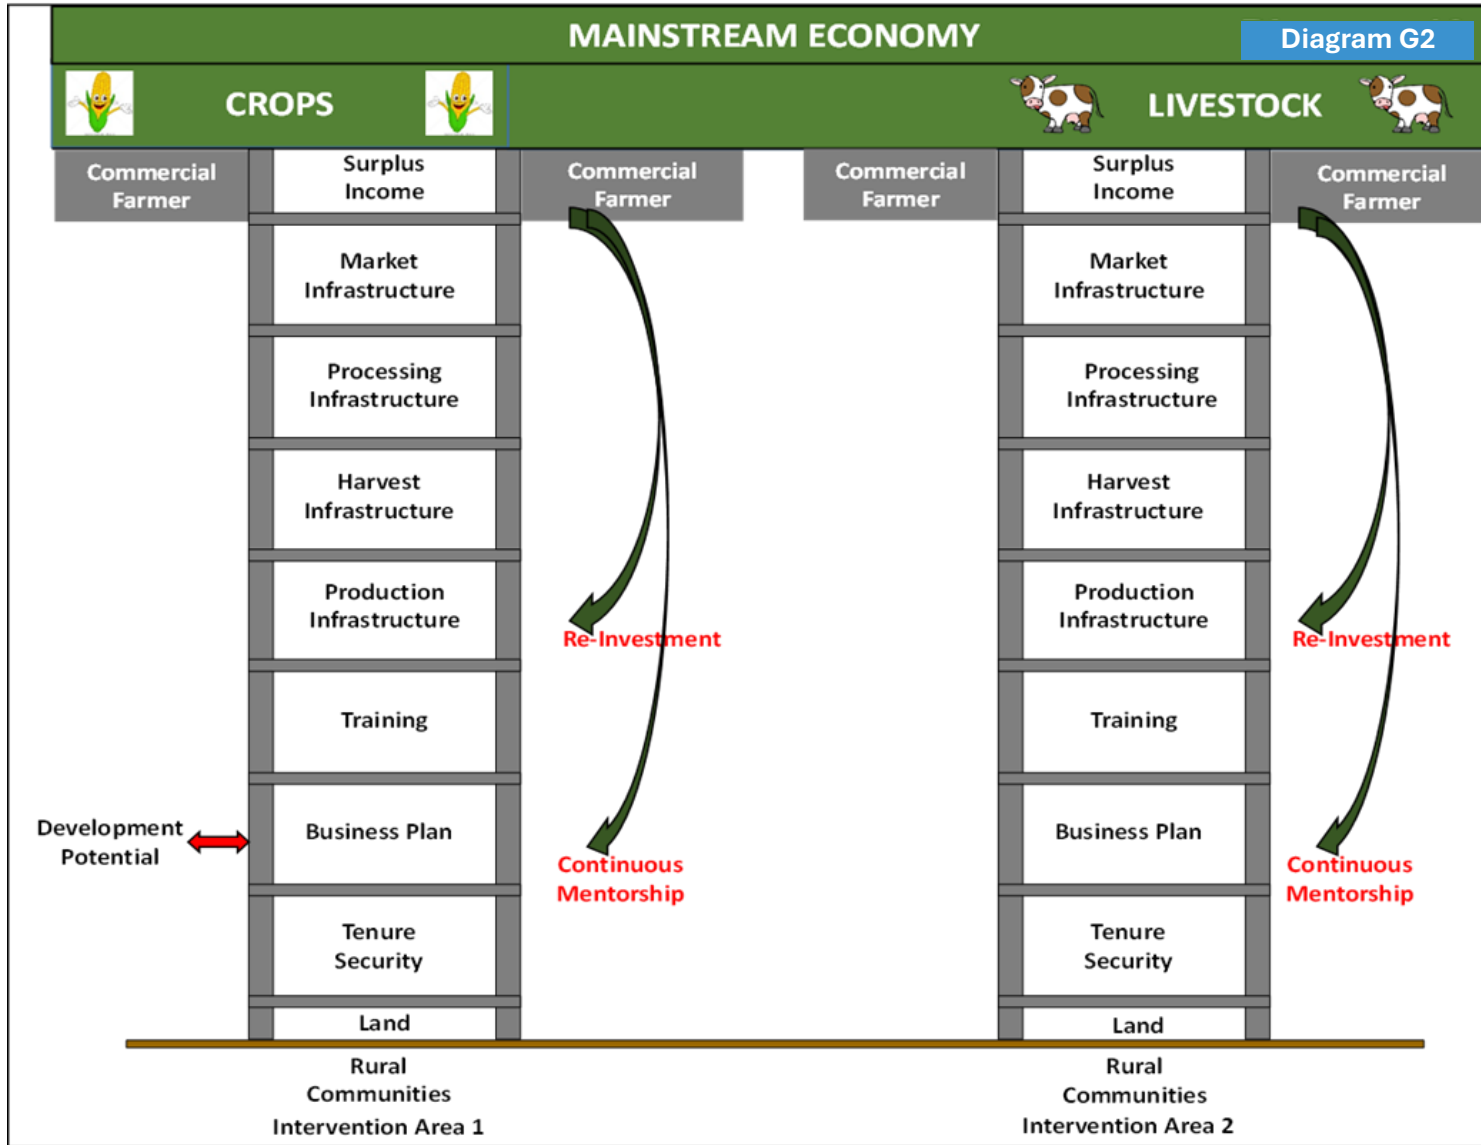 MAINSTREAM ECONOMY
Diagram G2
CROPS
LIVESTOCK
Commercial
Farmer
Surplus
Income
Commercial
Farmer
Commercial
Farmer
Surplus
Income
Commercial
Farmer
Market
Infrastructure
Market
Infrastructure
Processing
Infrastructure
Processing
Infrastructure
Harvest
Infrastructure
Harvest
Infrastructure
Production
Infrastructure
Re-Investment
Production
Infrastructure
Re-Investment
Training
Training
Development
Potential
Business Plan
Continuous
Mentorship
Business Plan
Continuous
Mentorship
Tenure
Security
Tenure
Security
Land
Land
Rural
Communities
Intervention Area 1
Rural
Communities
Intervention Area 2